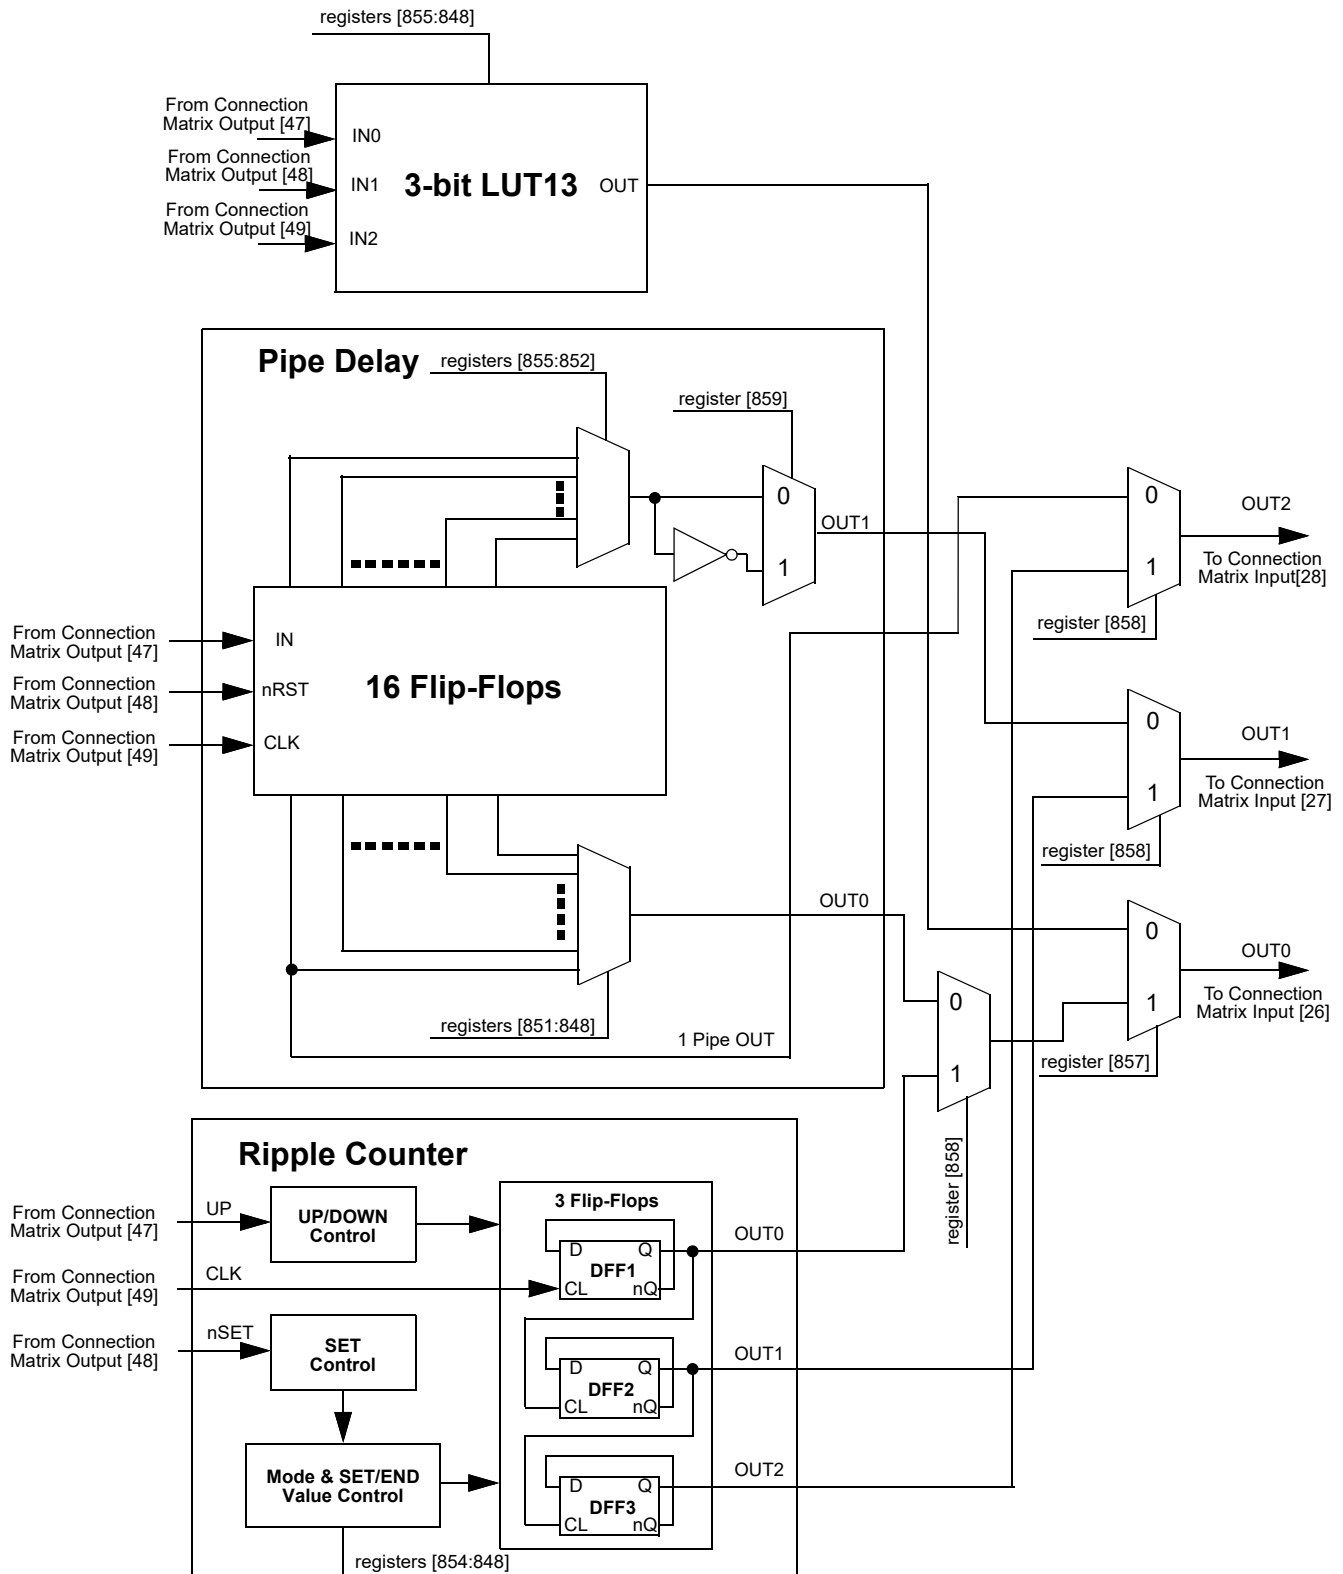 registers [855:848]
From Connection
Matrix Output [47]
IN0
From Connection
Matrix Output [48]
IN1
3-bit LUT13
OUT
From Connection
Matrix Output [49]
IN2
Pipe Delay
registers [855:852]
register [859]
0
1
OUT1
0
1
OUT2
To Connection
Matrix Input[28]
register [858]
From Connection
Matrix Output [47]
IN
From Connection
Matrix Output [48]
nRST
16 Flip-Flops
From Connection
Matrix Output [49]
CLK
0
1
OUT1
To Connection
Matrix Input [27]
register [858]
OUT0
registers [851:848]
1 Pipe OUT
0
1
register [858]
0
1
OUT0
To Connection
Matrix Input [26]
register [857]
Ripple Counter
From Connection
Matrix Output [47]
UP
UP/DOWN
Control
3 Flip-Flops
D
Q
DFF1
CL
nQ
OUT0
From Connection
Matrix Output [49]
CLK
From Connection
Matrix Output [48]
nSET
SET
Control
D
Q
DFF2
CL
nQ
OUT1
Mode & SET/END
Value Control
D
Q
DFF3
CL
nQ
OUT2
registers [854:848]